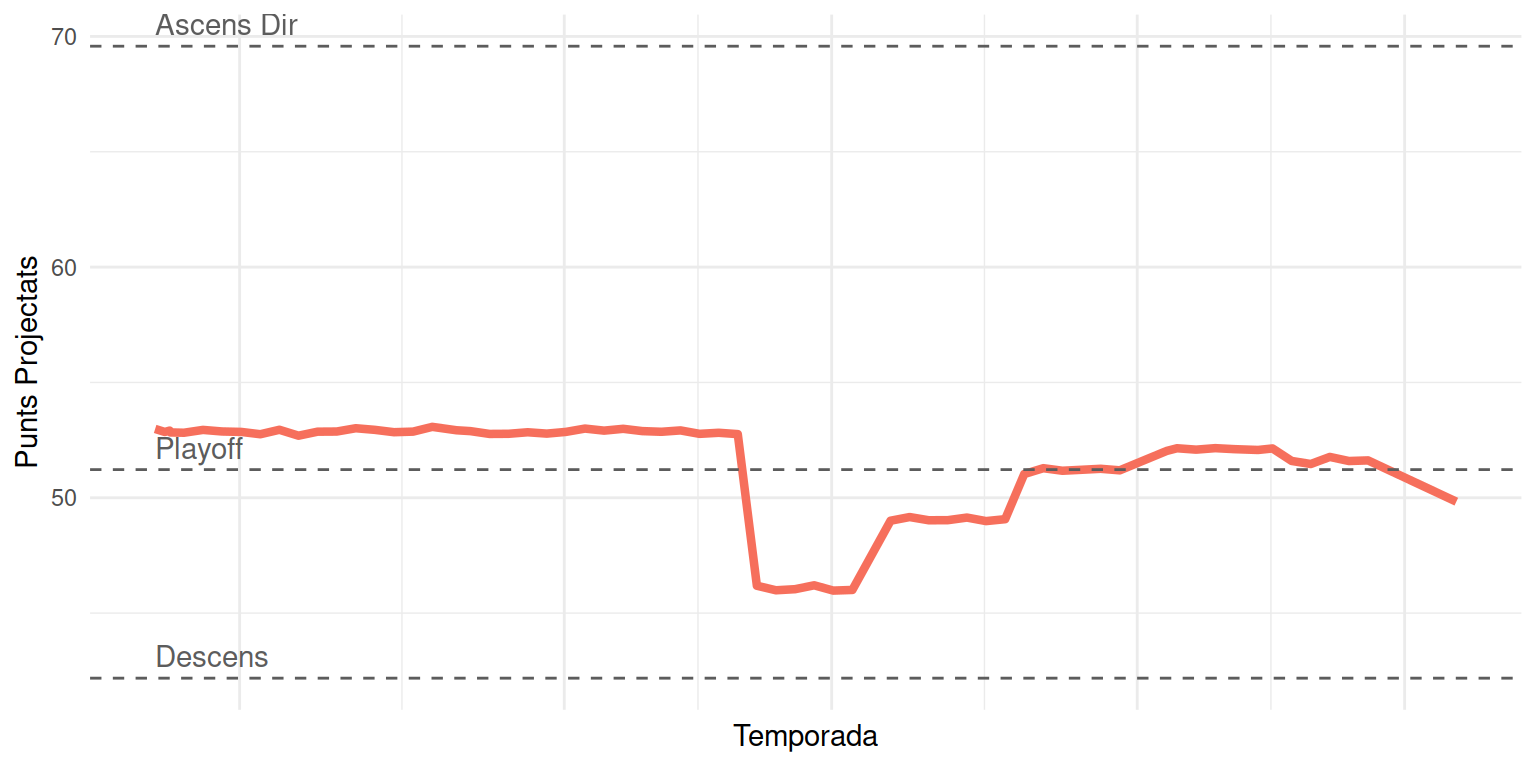 Ascens Dir
70
60
Punts Projectats
Playoff
50
Descens
Temporada